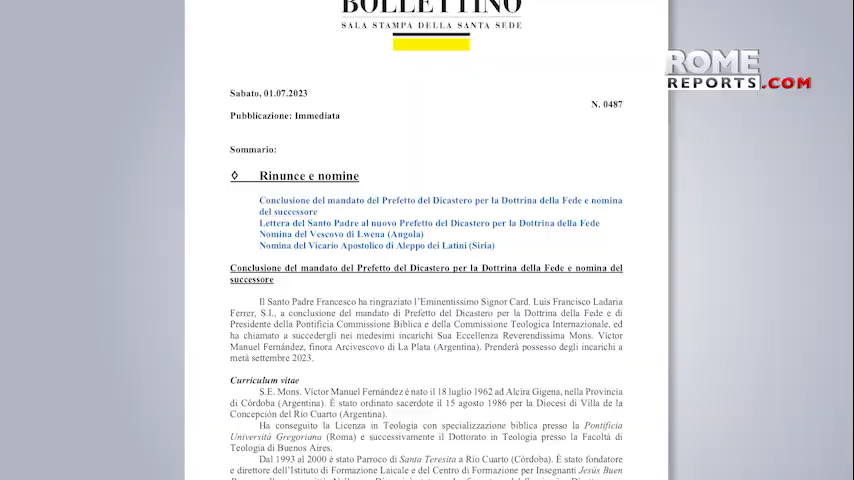 BOLLETTINO
SALA STAMPA DELLA SANTA SEDE
ROME
REPORTS.COM
Sabato, 01.07.2023
N. 0487
Pubblicazione: Immediata
Sommario:
◊ Rinunce e nomine
Conclusione del mandato del Prefetto del Dicastero per la Dottrina della Fede e nomina
del successore
Lettera del Santo Padre al nuovo Prefetto del Dicastero per la Dottrina della Fede
Nomina del Vescovo di Lwena (Angola)
Nomina del Vicario Apostolico di Aleppo dei Latini (Siria)
Conclusione del mandato del Prefetto del Dicastero per la Dottrina della Fede e nomina del
successore
Il Santo Padre Francesco ha ringraziato l'Eminentissimo Signor Card. Luis Francisco Ladaria
Ferrer, S.I., a conclusione del mandato di Prefetto del Dicastero per la Dottrina della Fede e di
Presidente della Pontificia Commissione Biblica e della Commissione Teologica Internazionale, ed
ha chiamato a succedergli nei medesimi incarichi Sua Eccellenza Reverendissima Mons. Víctor
Manuel Fernández, finora Arcivescovo di La Plata (Argentina). Prenderà possesso degli incarichi a
metà settembre 2023.
Curriculum vitae
S.E. Mons. Víctor Manuel Fernández è nato il 18 luglio 1962 ad Alcira Gigena, nella Provincia
di Córdoba (Argentina). È stato ordinato sacerdote il 15 agosto 1986 per la Diocesi di Villa de la
Concepción del Río Cuarto (Argentina).
Ha conseguito la Licenza in Teologia con specializzazione biblica presso la Pontificia
Università Gregoriana (Roma) e successivamente il Dottorato in Teologia presso la Facoltà di
Teologia di Buenos Aires.
Dal 1993 al 2000 è stato Parroco di Santa Teresita a Río Cuarto (Córdoba). È stato fondatore
e direttore dell'Istituto di Formazione Laicale e del Centro di Formazione per Insegnanti Jesús Buen